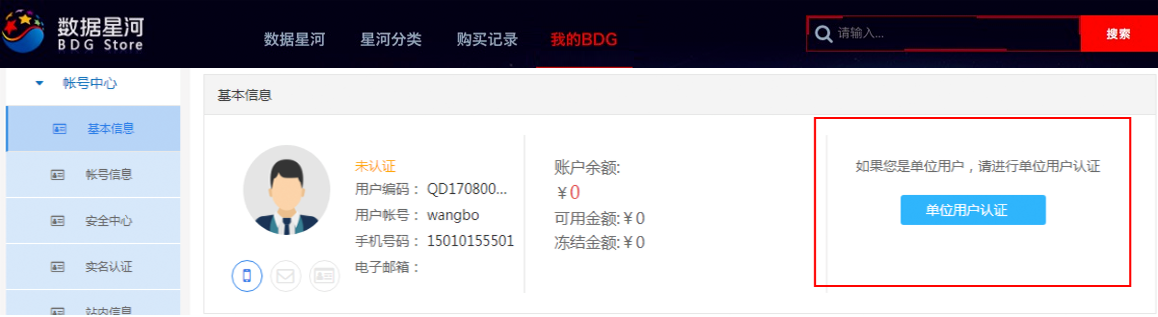 数据星河
BDG Store
数据星河 星河分类 购买记录 我的BDG
请输入...
搜索
帐号中心
基本信息
帐号信息
安全中心
实名认证
站内信息
基本信息
未认证
用户编码： QD170800...
用户帐号： wangbo
手机号码： 15010155501
电子邮箱：
账户余额:
￥0
可用金额:￥0
冻结金额:￥0
如果您是单位用户，请进行单位用户认证
单位用户认证